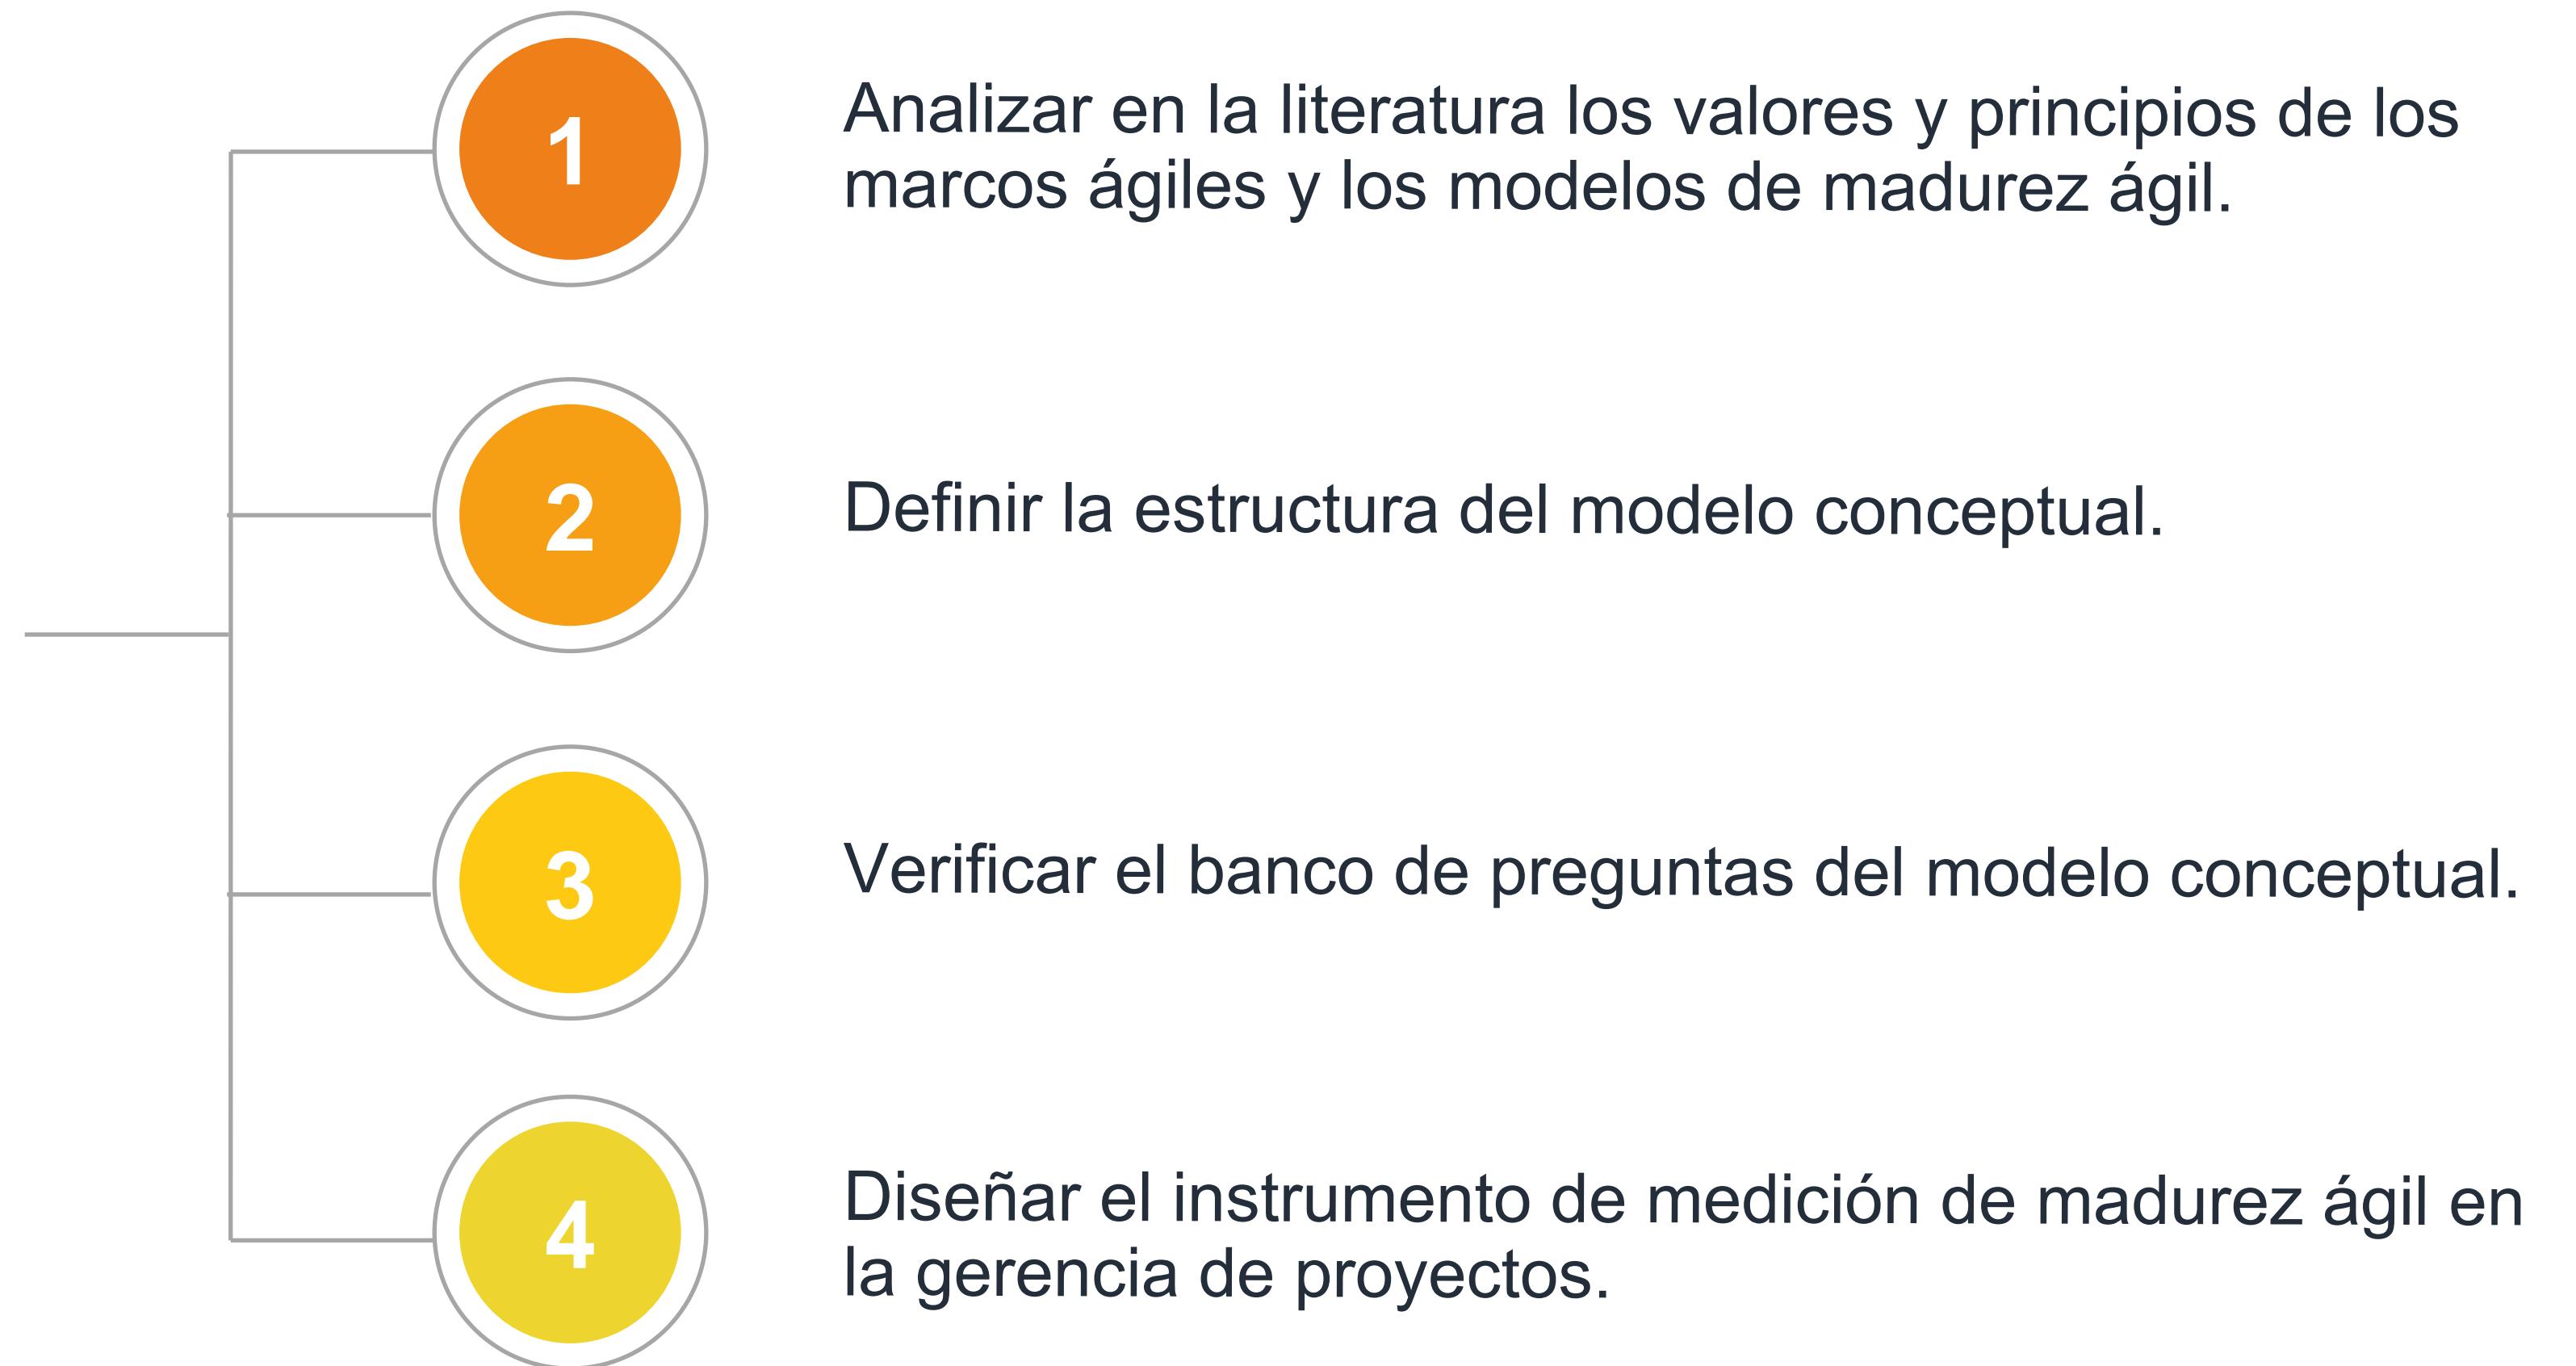 1
Analizar en la literatura los valores y principios de los
marcos ágiles y los modelos de madurez ágil.
2
Definir la estructura del modelo conceptual.
3
Verificar el banco de preguntas del modelo conceptual.
4
Diseñar el instrumento de medición de madurez ágil en
la gerencia de proyectos.